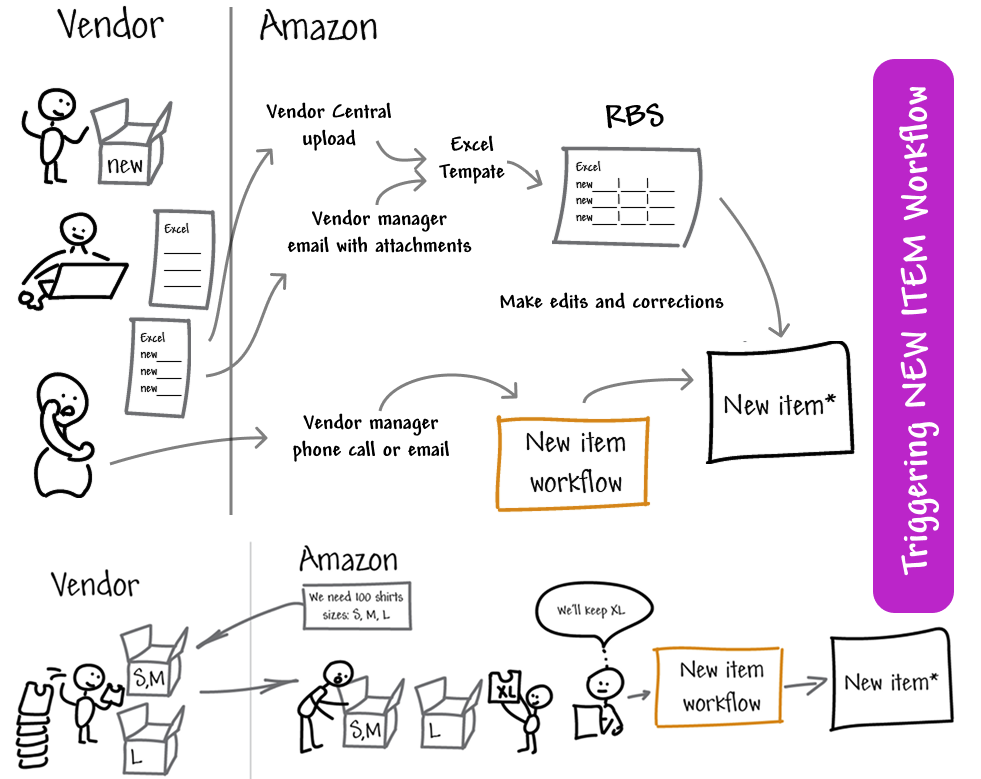 Vendor
Amazon
new
Excel
Excel
new
new
new
Vendor Central
upload
Excel
Tempate
Vendor manager
email with attachments
RBS
Excel
new
new
new
Make edits and corrections
Vendor manager
phone call or email
New item
workflow
New item*
Triggering NEW ITEM Workflow
Vendor
Amazon
We need 100 shirts
sizes: S, M, L
S,M
L
S,M
L
XL
We'll keep XL
New item
workflow
New item*